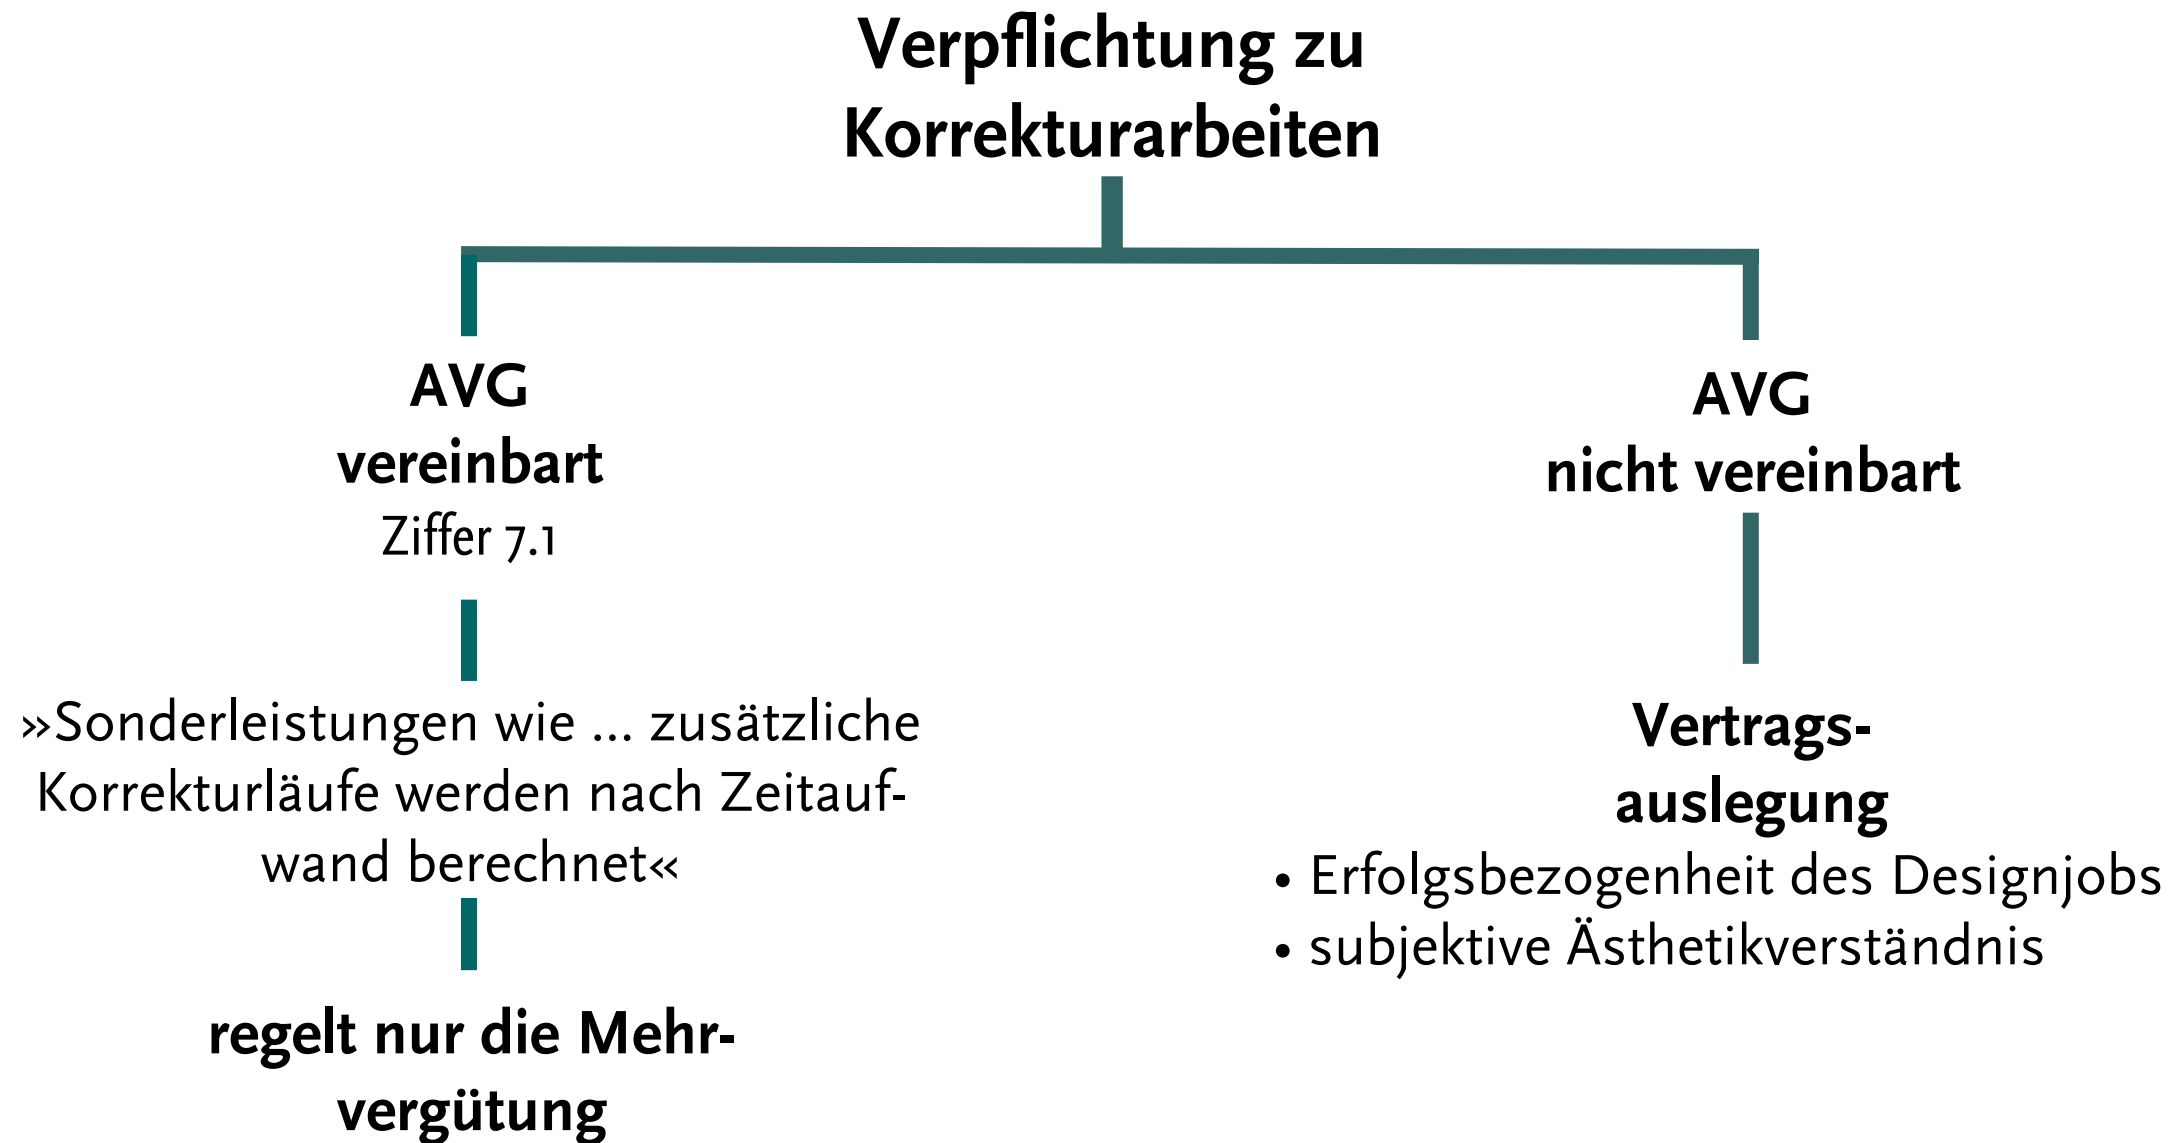 Verpflichtung zu
Korrekturarbeiten
AVG
vereinbart
Ziffer 7.1
»Sonderleistungen wie ... zusätzliche
Korrekturläufe werden nach Zeitauf-
wand berechnet«
regelt nur die Mehr-
vergütung
AVG
nicht vereinbart
Vertrags-
auslegung
• Erfolgsbezogenheit des Designjobs
• subjektive Ästhetikverständnis